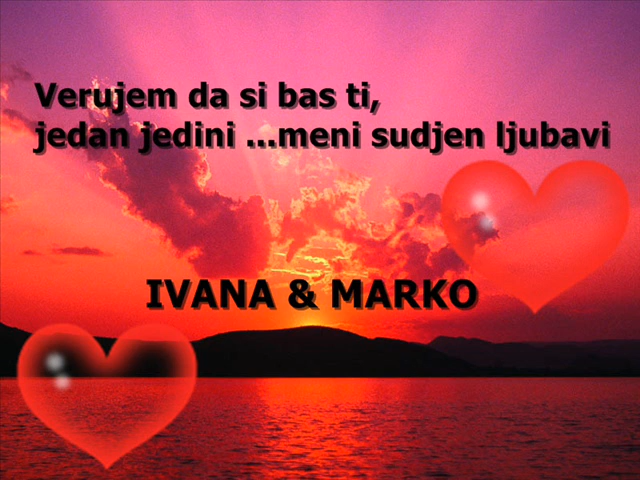 Verujem da si bas ti,
jedan jedini ...meni sudjen ljubavi
IVANA & MARKO